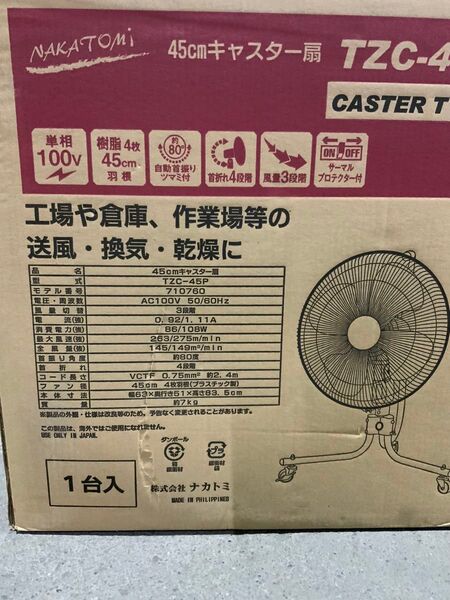 NAKATOMI
45cmキャスター扇 TZC-4
CASTER T
単相
100V
樹脂4枚
45cm
羽根
約
80°
自動首振り
ツマミ付
首折れ4段階
風量3段階
ON OFF
サーマル
プロテクター付
工場や倉庫、作業場等の
送風・換気・乾燥に
品名 45cmキャスター扇
型式 TZC-45P
モデル番号 710760
電圧・周波数 AC100V 50/60Hz
風量切替 3段階
電流(強) 0.92/1.11A
消費電力(強) 86/108W
最大風速(強) 263/275m/min
全風量(強) 145/149m³/min
首振り角度 約80度
首折れ 4段階
コード長さ VCTF 0.75mm² 約2.4m
ファン径 45cm 4枚羽根(プラスチック製)
本体寸法 幅63×奥行き51×高さ83.5cm
質量 約7kg
※製品の外観・仕様は改良等のため、予告なく変更することがあります。
※この製品は、海外ではご使用になれません。
USE ONLY IN JAPAN.
ダンボール
プラ
1台入
株式会社 ナカトミ
MADE IN PHILIPPINES